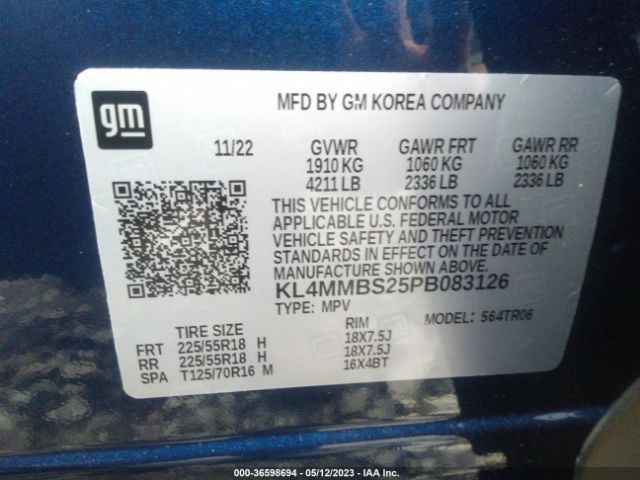 gm
MFD BY GM KOREA COMPANY
11/22 GVWR GAWR FRT GAWR RR
1910 KG 1060 KG 1060 KG
4211 LB 2336 LB 2336 LB
THIS VEHICLE CONFORMS TO ALL
APPLICABLE U.S. FEDERAL MOTOR
VEHICLE SAFETY AND THEFT PREVENTION
STANDARDS IN EFFECT ON THE DATE OF
MANUFACTURE SHOWN ABOVE.
KL4MMBS25PB083126
TYPE: MPV MODEL: 564TR06
TIRE SIZE RIM
FRT 225/55R18 H 18X7.5J
RR 225/55R18 H 18X7.5J
SPA T125/70R16 M 16X4BT
0-36598694 - 05/12/2023 - IAA Inc.